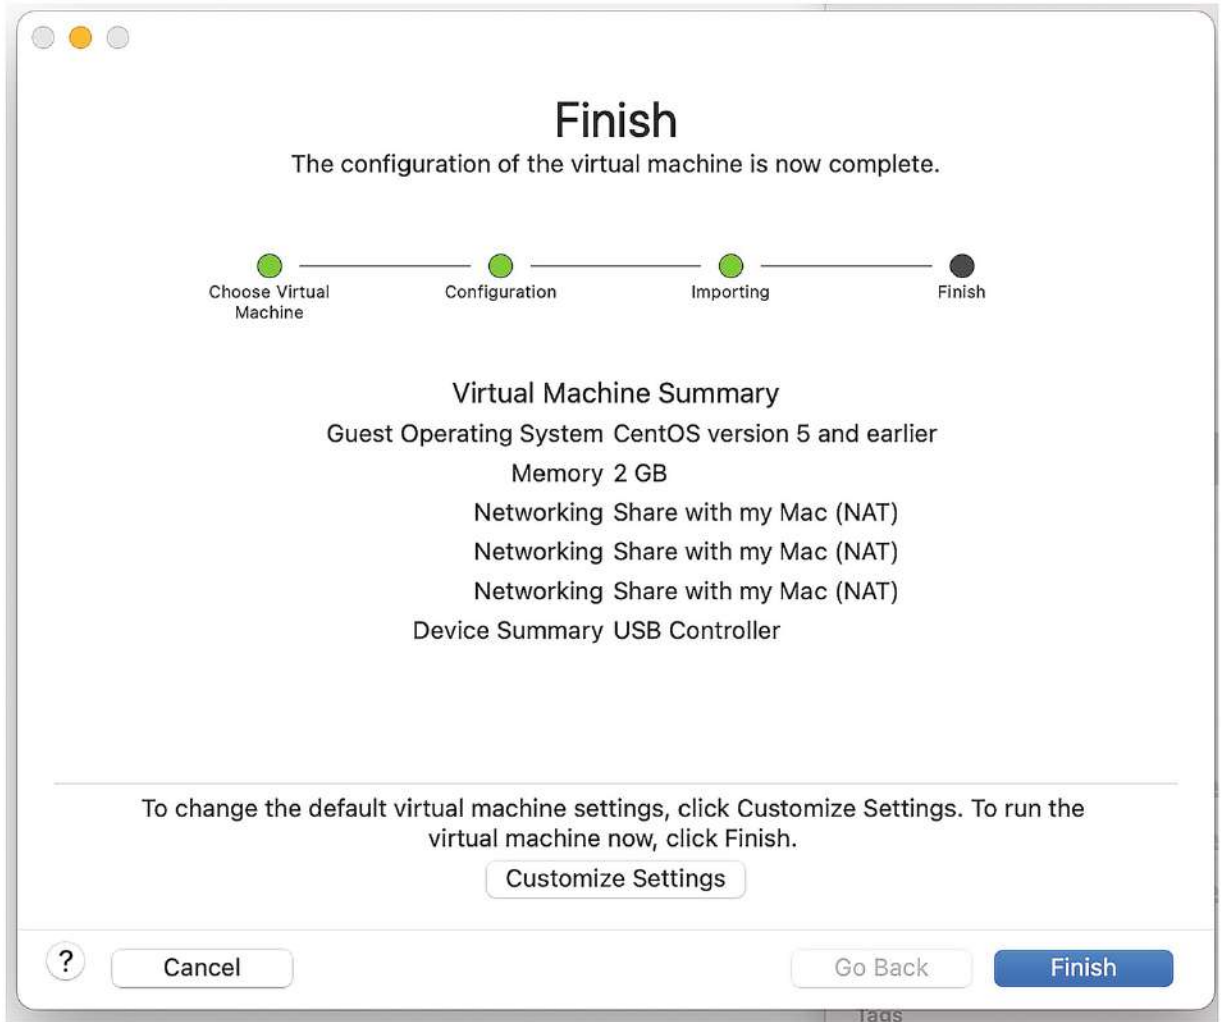 Finish
The configuration of the virtual machine is now complete.
Choose Virtual
Machine
Configuration
Importing
Finish
Virtual Machine Summary
Guest Operating System CentOS version 5 and earlier
Memory 2 GB
Networking Share with my Mac (NAT)
Networking Share with my Mac (NAT)
Networking Share with my Mac (NAT)
Device Summary USB Controller
To change the default virtual machine settings, click Customize Settings. To run the
virtual machine now, click Finish.
Customize Settings
? Cancel Go Back Finish
Tags